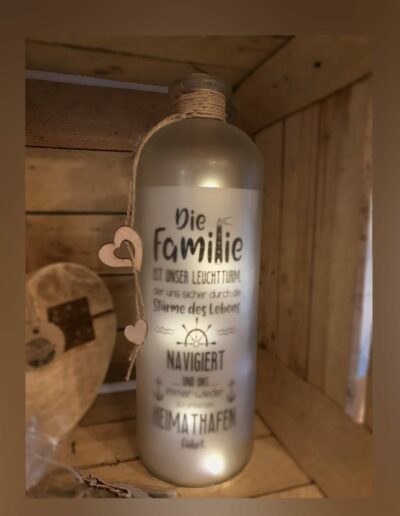 Die
Familie
IST UNSER LEUCHTTURM,
der uns sicher durch die
Stürme des Lebens
NAVIGIERT
UND UNS
immer wieder
HEIMATHAFEN
führt.